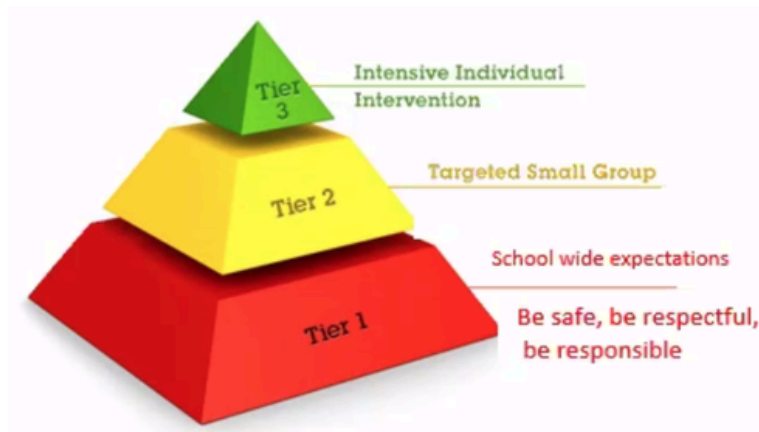 Tier
3
Intensive Individual
Intervention
Tier 2
Targeted Small Group
School wide expectations
Tier 1
Be safe, be respectful,
be responsible